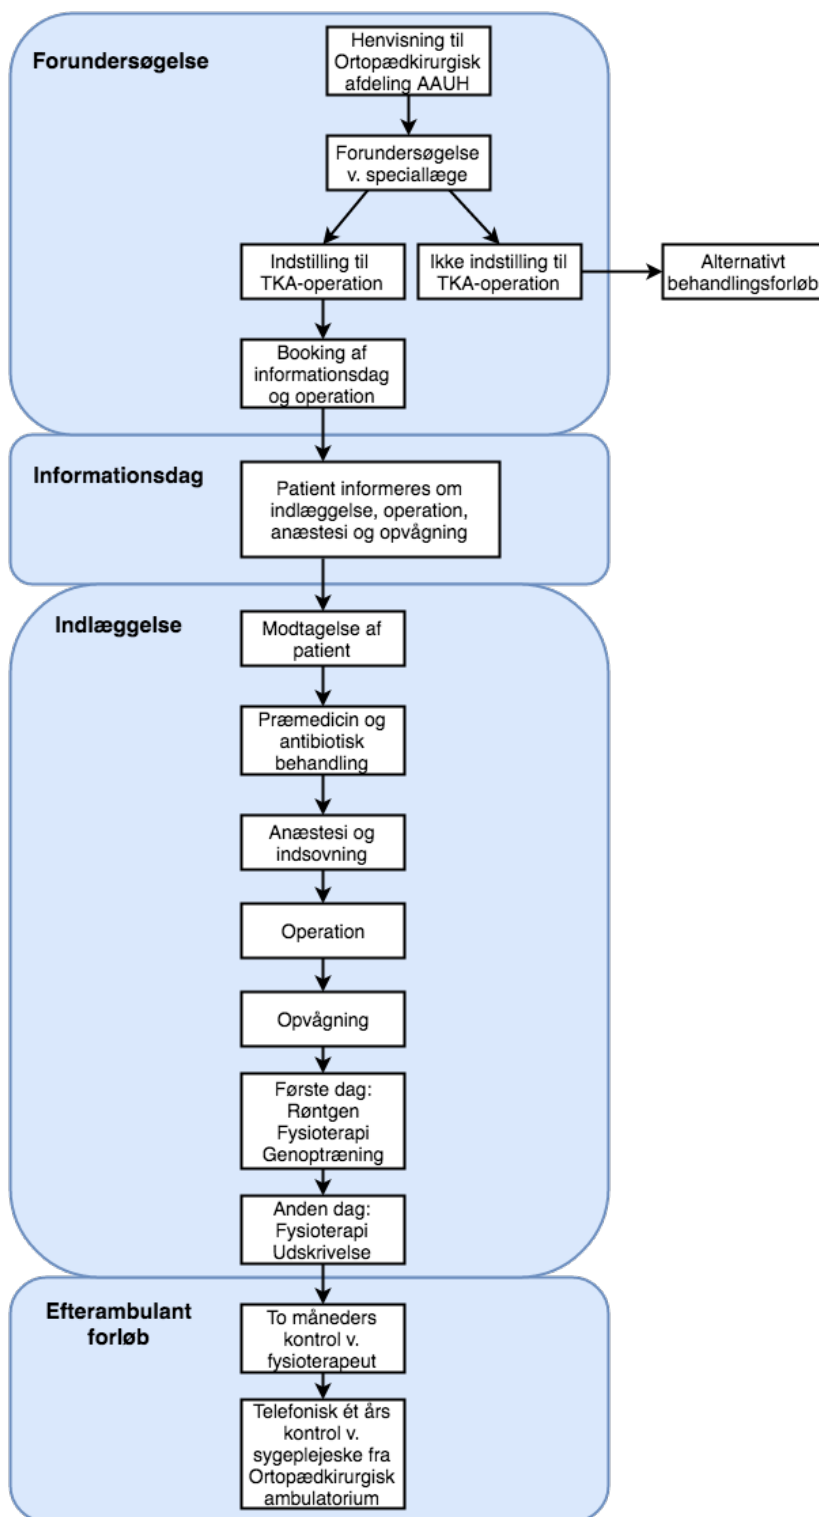 Forundersøgelse
Henvisning til
Ortopædkirurgisk
afdeling AAUH
Forundersøgelse
v. speciallæge
Indstilling til
TKA-operation
Ikke indstilling til
TKA-operation
Alternativt
behandlingsforløb
Booking af
informationsdag
og operation
Informationsdag
Patient informeres om
indlæggelse, operation,
anæstesi og opvågning
Indlæggelse
Modtagelse af
patient
Præmedicin og
antibiotisk
behandling
Anæstesi og
indsovning
Operation
Opvågning
Første dag:
Røntgen
Fysioterapi
Genoptræning
Anden dag:
Fysioterapi
Udskrivelse
Efterambulant
forløb
To måneders
kontrol v.
fysioterapeut
Telefonisk ét års
kontrol v.
sygeplejeske fra
Ortopædkirurgisk
ambulatorium